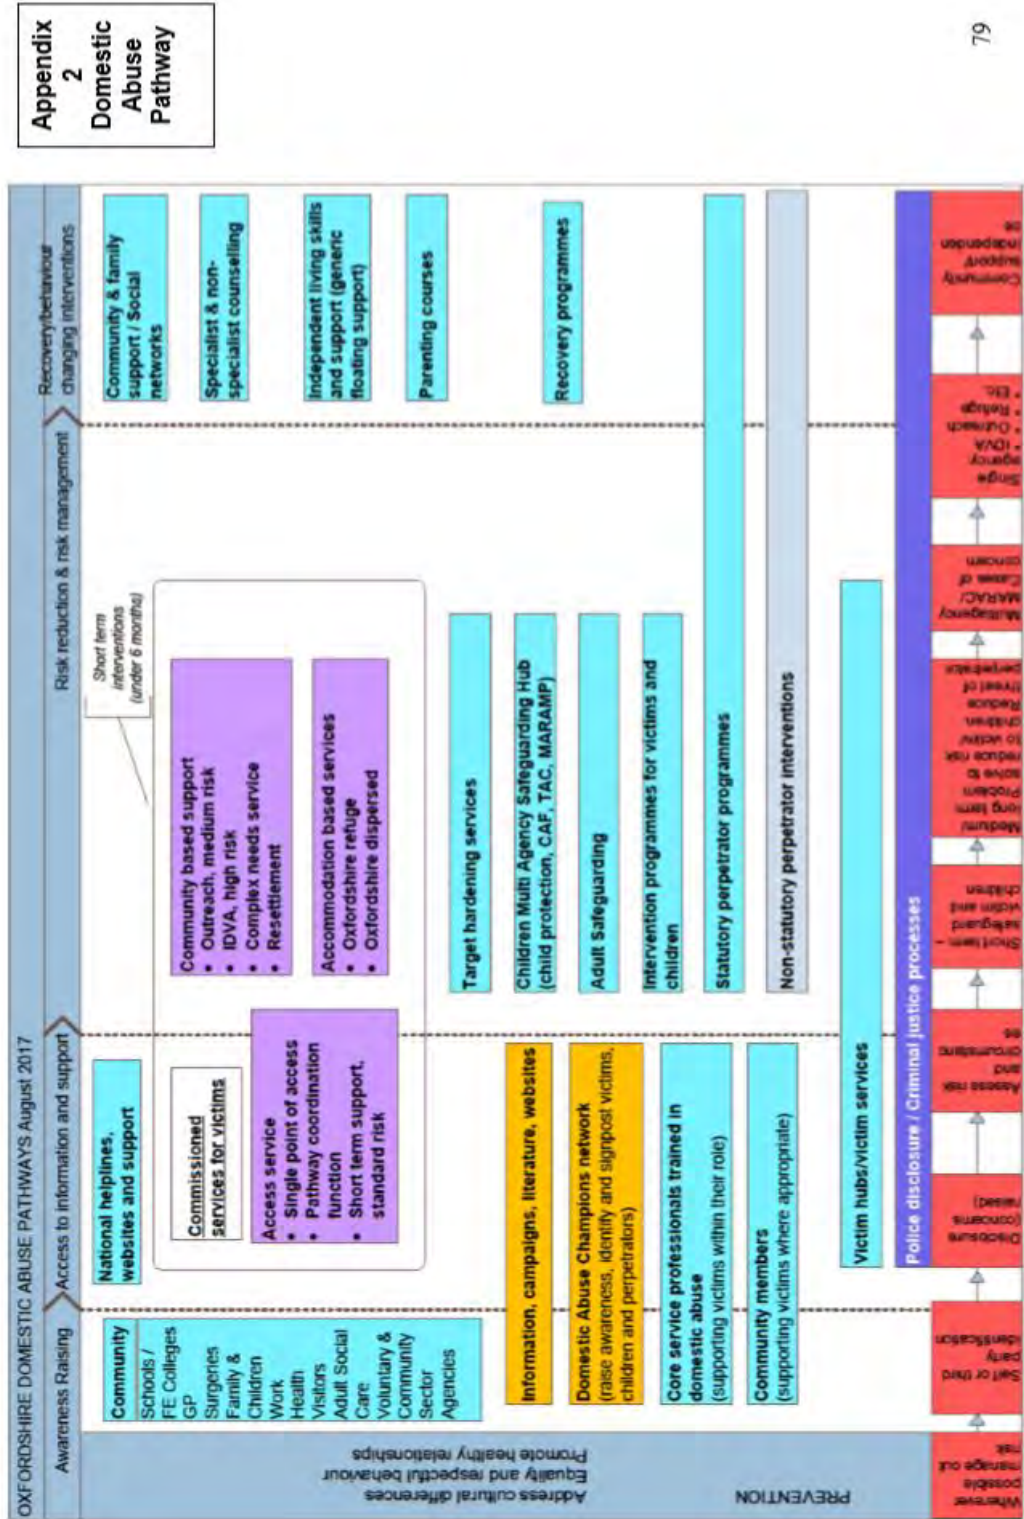 Appendix
2
Domestic
Abuse
Pathway
OXFORDSHIRE DOMESTIC ABUSE PATHWAYS August 2017
Awareness Raising
Access to information and support
Risk reduction & risk management
Recovery/behaviour
changing interventions
PREVENTION
Address cultural differences
Equality and respectful behaviour
Promote healthy relationships
Community
Schools /
FE Colleges
GP
Surgeries
Family &
Children
Work
Health
Visitors
Adult Social
Care
Voluntary &
Community
Sector
Agencies
National helplines,
websites and support
Short term
interventions
(under 6 months)
Commissioned
services for victims
Access service
• Single point of access
• Pathway coordination
function
• Short term support,
standard risk
Community based support
• Outreach, medium risk
• IDVA, high risk
• Complex needs service
• Resettlement
Accommodation based services
• Oxfordshire refuge
• Oxfordshire dispersed
Community & family
support / Social
networks
Specialist & non-
specialist counselling
Independent living skills
and support (generic
floating support)
Parenting courses
Recovery programmes
Target hardening services
Children Multi Agency Safeguarding Hub
(child protection, CAF, TAC, MARAMP)
Adult Safeguarding
Intervention programmes for victims and
children
Statutory perpetrator programmes
Non-statutory perpetrator interventions
Information, campaigns, literature, websites
Domestic Abuse Champions network
(raise awareness, identify and signpost victims,
children and perpetrators)
Core service professionals trained in
domestic abuse
(supporting victims within their role)
Community members
(supporting victims where appropriate)
Victim hubs/victim services
Police disclosure / Criminal justice processes
Wherever
possible
manage out
risk
Self or third
party
identification
Disclosure
(concerns
raised)
Assess risk
and
circumstanc
es
Short term –
safeguard
victim and
children
Medium/
long term
Problem
solve to
reduce risk
to victim/
children.
Reduce
threat of
perpetrator
Multiagency
MARAC/
Cases of
concern
Single
agency
* IDVA
* Outreach
* Refuge
* Etc.
Community
support/
Independen
ce
79